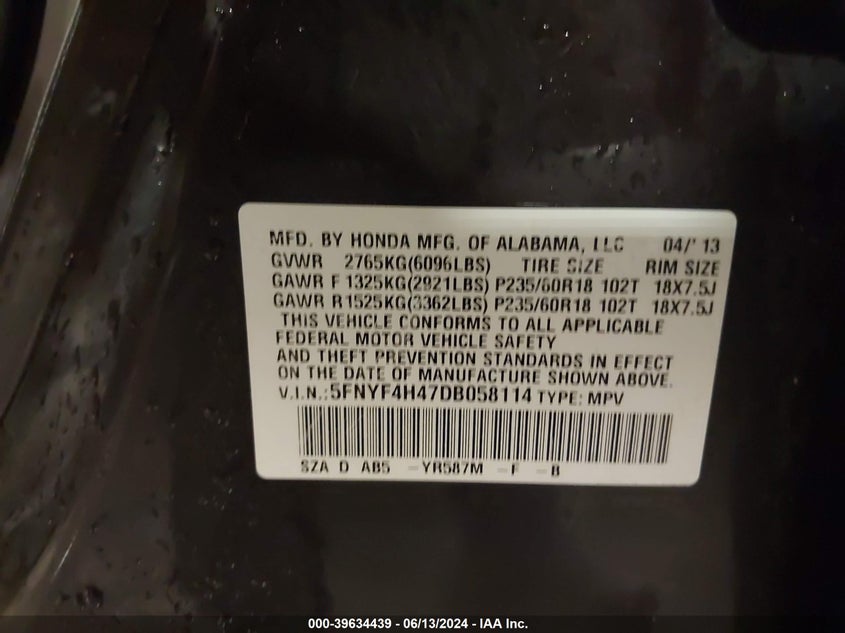 MFD. BY HONDA MFG. OF ALABAMA, LLC 04/'13
GVWR 2765KG(6096LBS) TIRE SIZE RIM SIZE
GAWR F 1325KG(2921LBS) P235/60R18 102T 18X7.5J
GAWR R 1525KG(3362LBS) P235/60R18 102T 18X7.5J
THIS VEHICLE CONFORMS TO ALL APPLICABLE
FEDERAL MOTOR VEHICLE SAFETY
AND THEFT PREVENTION STANDARDS IN EFFECT
ON THE DATE OF MANUFACTURE SHOWN ABOVE.
V.I.N.: 5FNYF4H47DB058114 TYPE: MPV
SZA D AB5 -YR587M -F -B
000-39634439 - 06/13/2024 - IAA Inc.